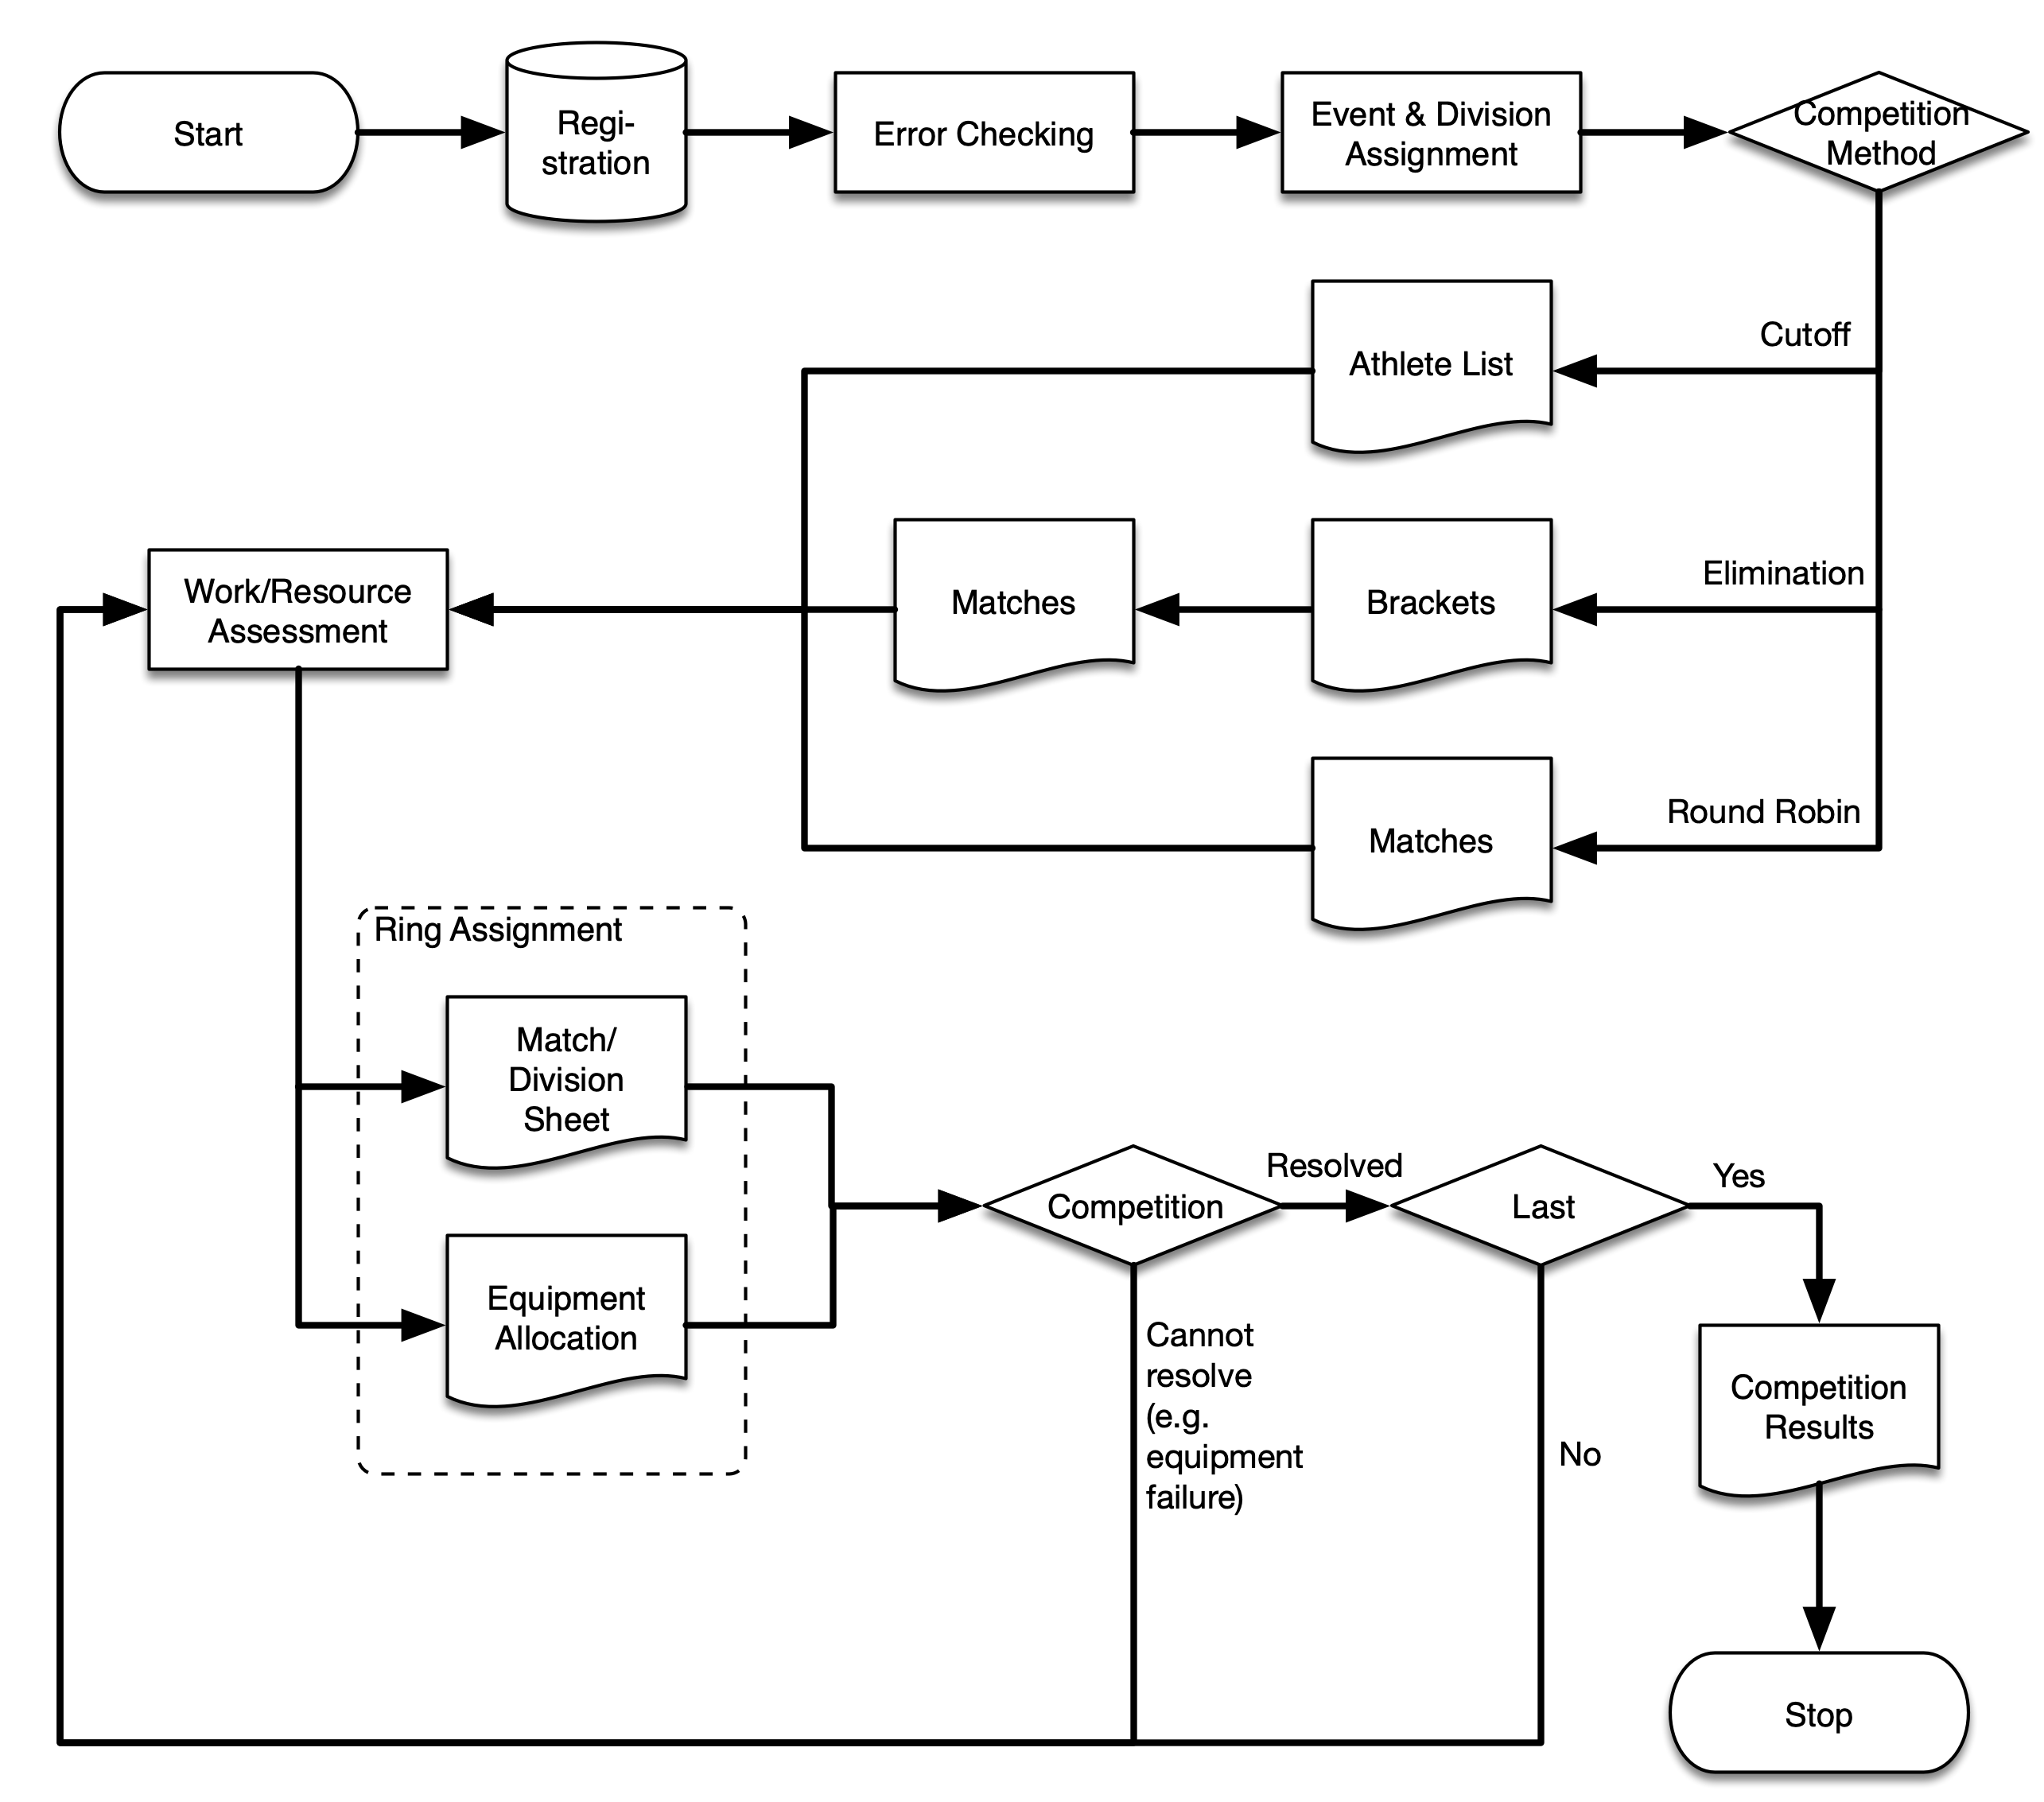 Start
Regi-
stration
Error Checking
Event & Division
Assignment
Competition
Method
Cutoff
Athlete List
Elimination
Brackets
Matches
Work/Resource
Assessment
Round Robin
Matches
Ring Assignment
Match/
Division
Sheet
Equipment
Allocation
Competition
Resolved
Last
Yes
Cannot
resolve
(e.g.
equipment
failure)
No
Competition
Results
Stop